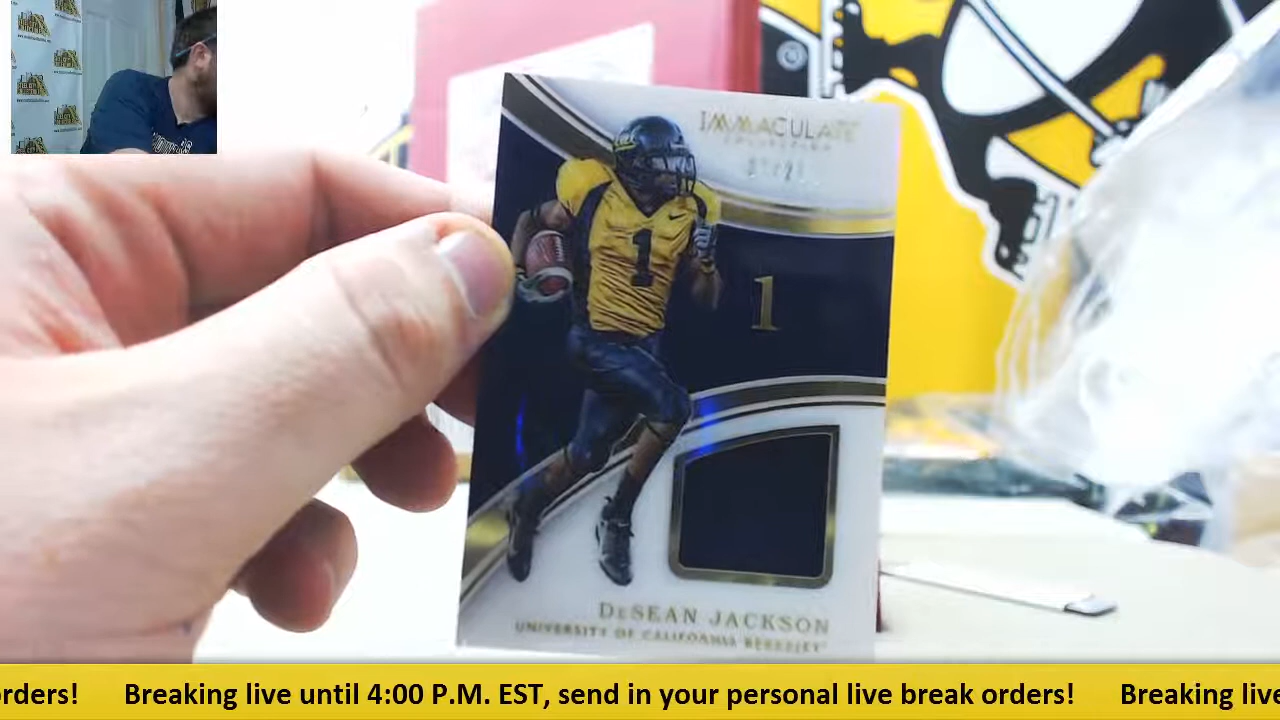 IMMACULATE
COLLECTION
1
1
DeSEAN JACKSON
UNIVERSITY OF CALIFORNIA BERKELEY
orders! Breaking live until 4:00 P.M. EST, send in your personal live break orders! Breaking live